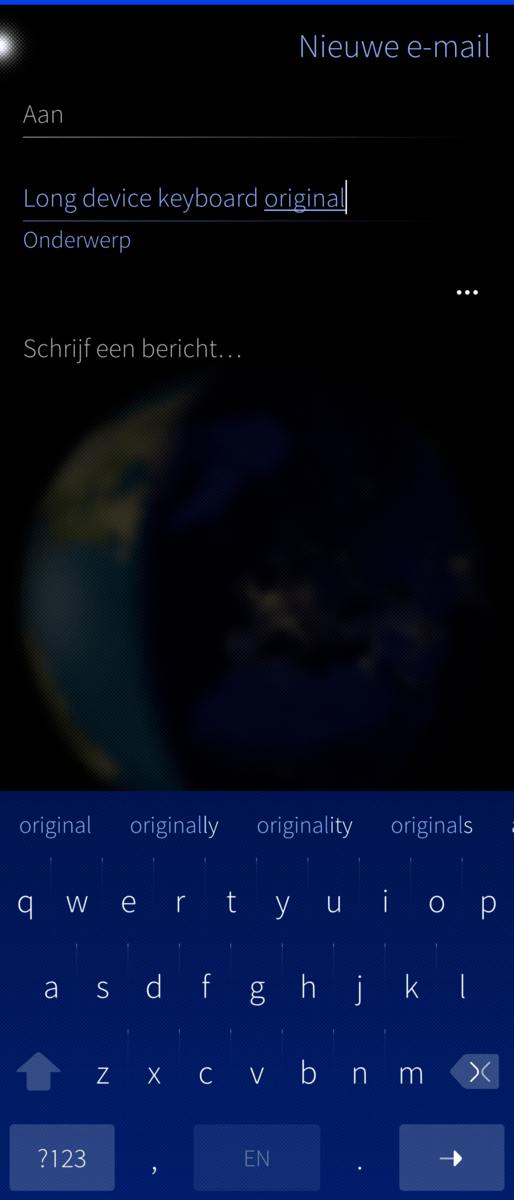 Nieuwe e-mail
Aan
Long device keyboard original
Onderwerp
Schrijf een bericht...
original originally originality originals
q w e r t y u i o p
a s d f g h j k l
z x c v b n m
?123 , EN .